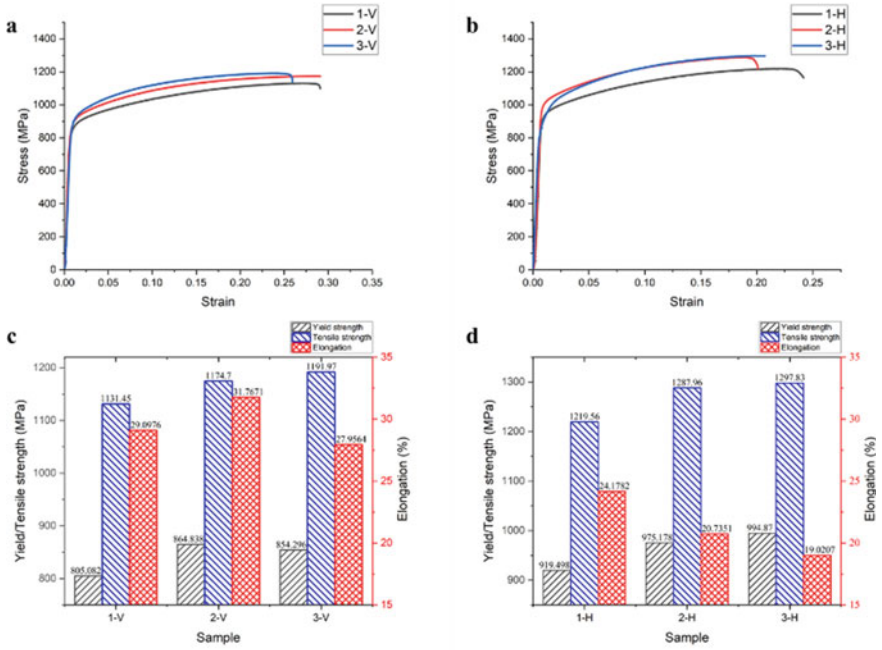 a
1-V
2-V
3-V
1400
1200
1000
800
600
400
200
0
Stress (MPa)
0.00 0.05 0.10 0.15 0.20 0.25 0.30 0.35
Strain
b
1-H
2-H
3-H
1400
1200
1000
800
600
400
200
0
Stress (MPa)
0.00 0.05 0.10 0.15 0.20 0.25
Strain
c
Yield strength
Tensile strength
Elongation
1200
1100
1000
900
800
Yield/Tensile strength (MPa)
805.082
1131.45
29.0976
864.838
1174.7
31.7671
854.296
1191.97
27.9564
35
30
25
20
15
Elongation (%)
1-V 2-V 3-V
Sample
d
Yield strength
Tensile strength
Elongation
1300
1200
1100
1000
900
Yield/Tensile strength (MPa)
919.498
1219.56
24.1782
975.178
1287.96
20.7351
994.87
1297.83
19.0207
35
30
25
20
15
Elongation (%)
1-H 2-H 3-H
Sample